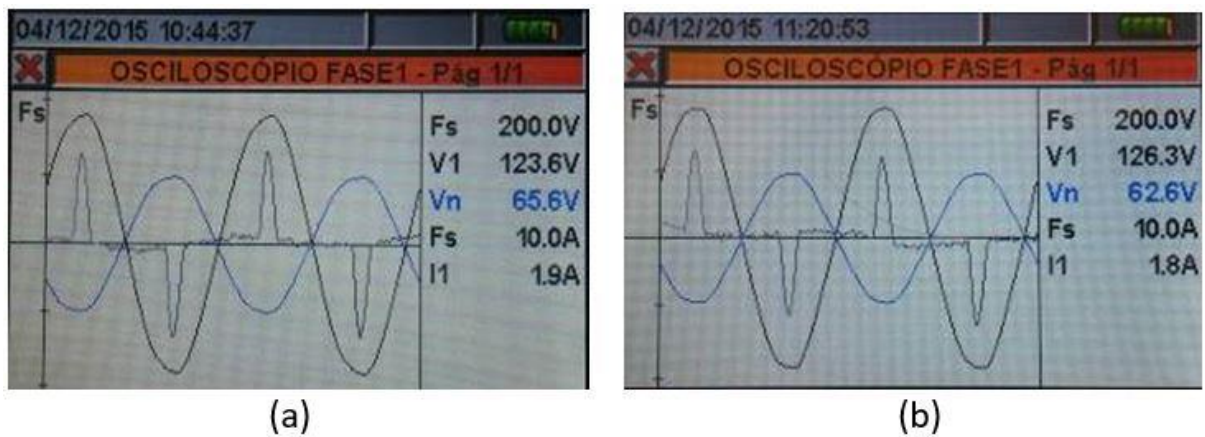 04/12/2015 10:44:37
OSCILOSCÓPIO FASE1 - Pág 1/1
Fs
Fs 200.0V
V1 123.6V
Vn 65.6V
Fs 10.0A
I1 1.9A
(a)
04/12/2015 11:20:53
OSCILOSCÓPIO FASE1 - Pág 1/1
Fs
Fs 200.0V
V1 126.3V
Vn 62.6V
Fs 10.0A
I1 1.8A
(b)